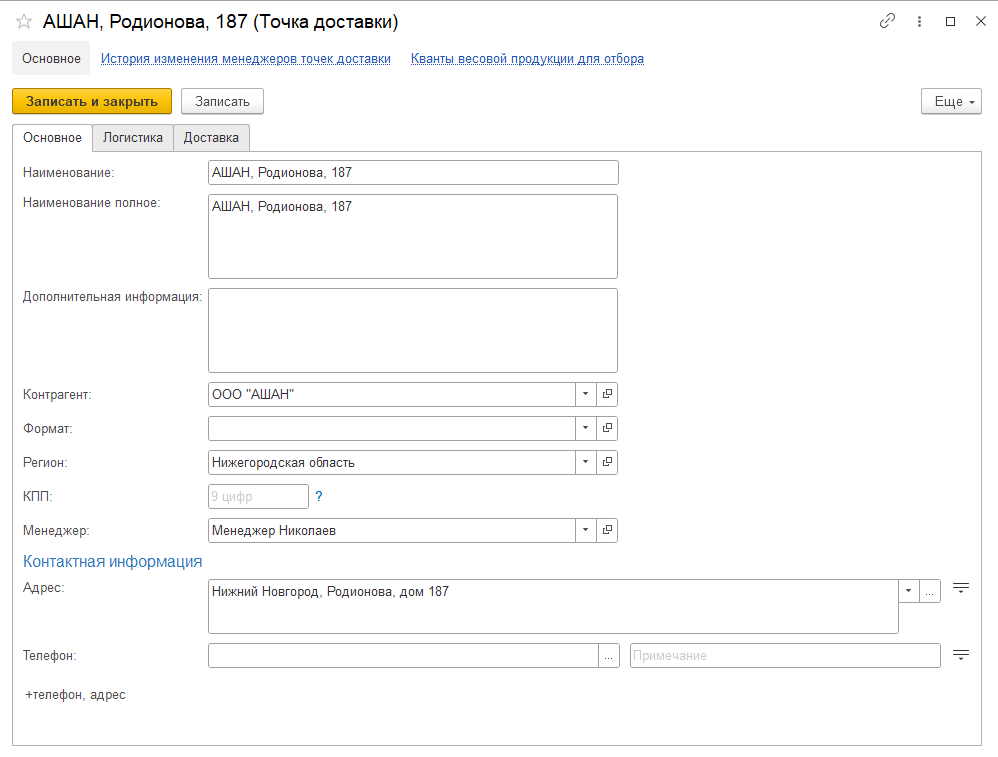 АШАН, Родионова, 187 (Точка доставки)
Основное История изменения менеджеров точек доставки Кванты весовой продукции для отбора
Записать и закрыть Записать Еще
Основное Логистика Доставка
Наименование: АШАН, Родионова, 187
Наименование полное: АШАН, Родионова, 187
Дополнительная информация:
Контрагент: ООО "АШАН"
Формат:
Регион: Нижегородская область
КПП: 9 цифр ?
Менеджер: Менеджер Николаев
Контактная информация
Адрес: Нижний Новгород, Родионова, дом 187 ...
Телефон: ... Примечание
+телефон, адрес